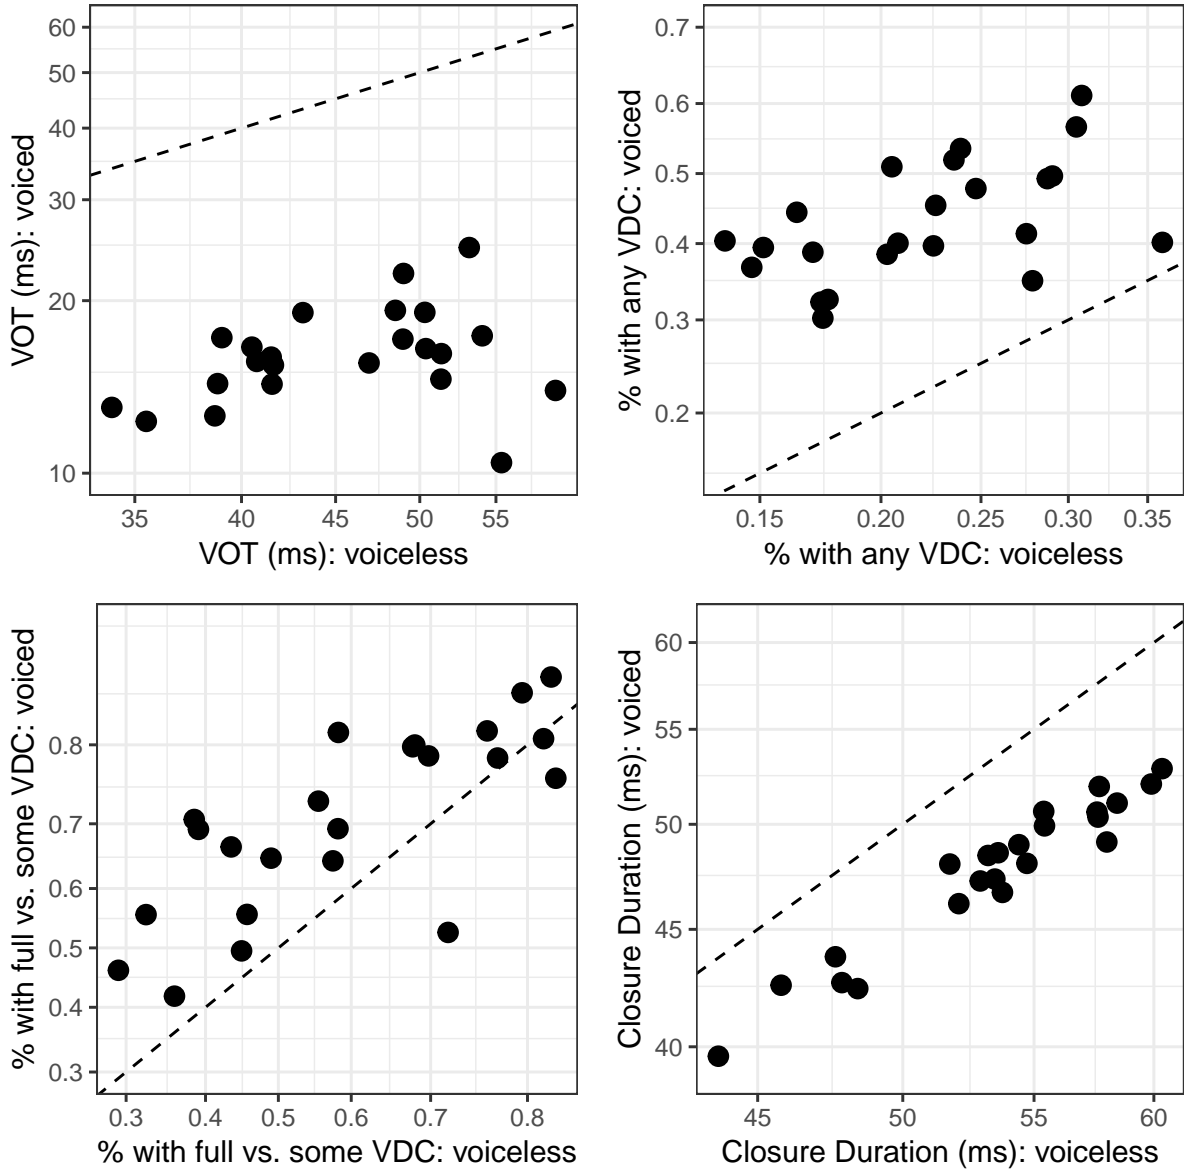 VOT (ms): voiced
60
50
40
30
20
10
35 40 45 50 55
VOT (ms): voiceless
% with any VDC: voiced
0.7
0.6
0.5
0.4
0.3
0.2
0.15 0.20 0.25 0.30 0.35
% with any VDC: voiceless
% with full vs. some VDC: voiced
0.8
0.7
0.6
0.5
0.4
0.3
0.3 0.4 0.5 0.6 0.7 0.8
% with full vs. some VDC: voiceless
Closure Duration (ms): voiced
60
55
50
45
40
45 50 55 60
Closure Duration (ms): voiceless